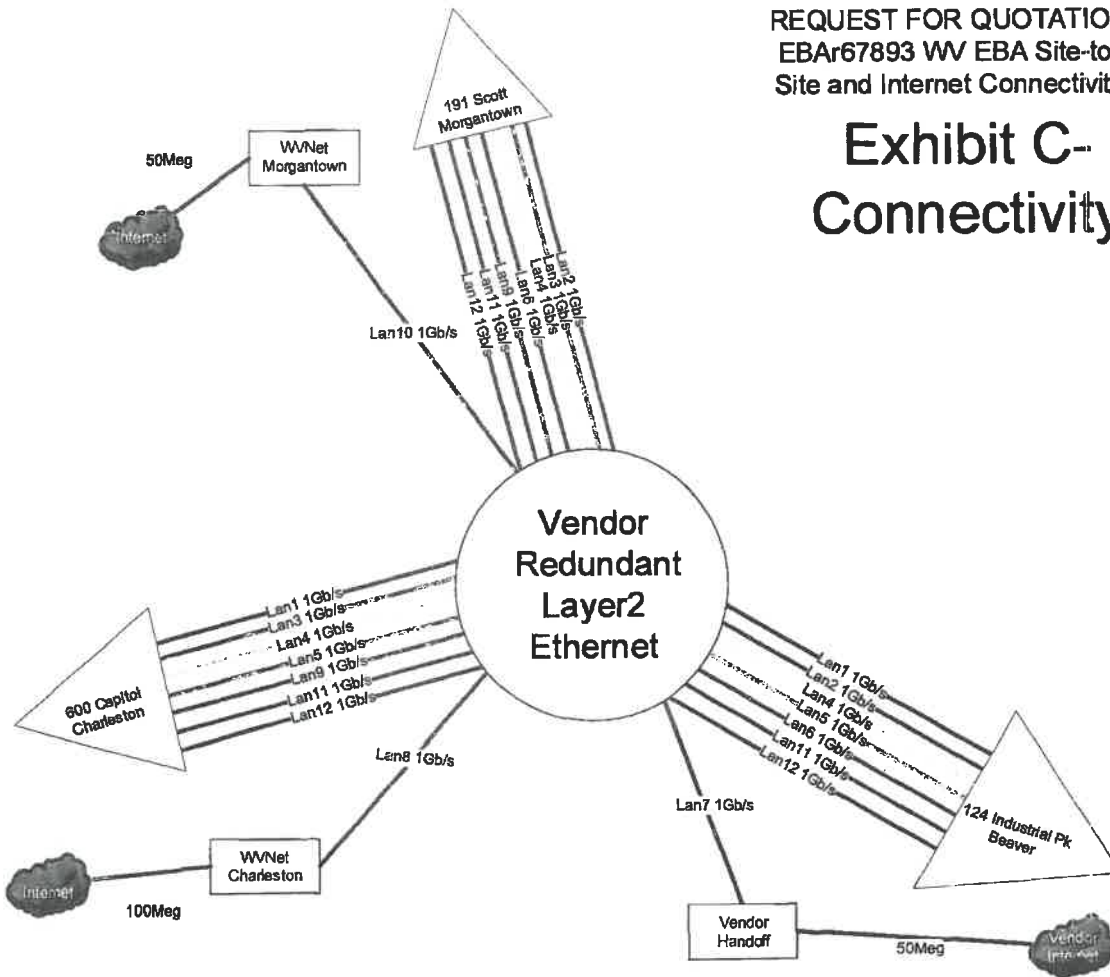 REQUEST FOR QUOTATIO
EBAr67893 WV EBA Site-to
Site and Internet Connectivit
Exhibit C-
Connectivity
191 Scott
Morgantown
WVNet
Morgantown
50Meg
Internet
Lan10 1Gb/s
Lan12 1Gb/s
Lan11 1Gb/s
Lan9 1Gb/s
Lan6 1Gb/s
Lan4 1Gb/s
Lan3 1Gb/s
Lan2 1Gb/s
Vendor
Redundant
Layer2
Ethernet
600 Capitol
Charleston
Lan1 1Gb/s
Lan3 1Gb/s
Lan4 1Gb/s
Lan5 1Gb/s
Lan9 1Gb/s
Lan11 1Gb/s
Lan12 1Gb/s
Lan8 1Gb/s
Lan1 1Gb/s
Lan2 1Gb/s
Lan4 1Gb/s
Lan5 1Gb/s
Lan6 1Gb/s
Lan11 1Gb/s
Lan12 1Gb/s
Lan7 1Gb/s
124 Industrial Pk
Beaver
WVNet
Charleston
Internet
100Meg
Vendor
Handoff
50Meg
Vendor
Internet